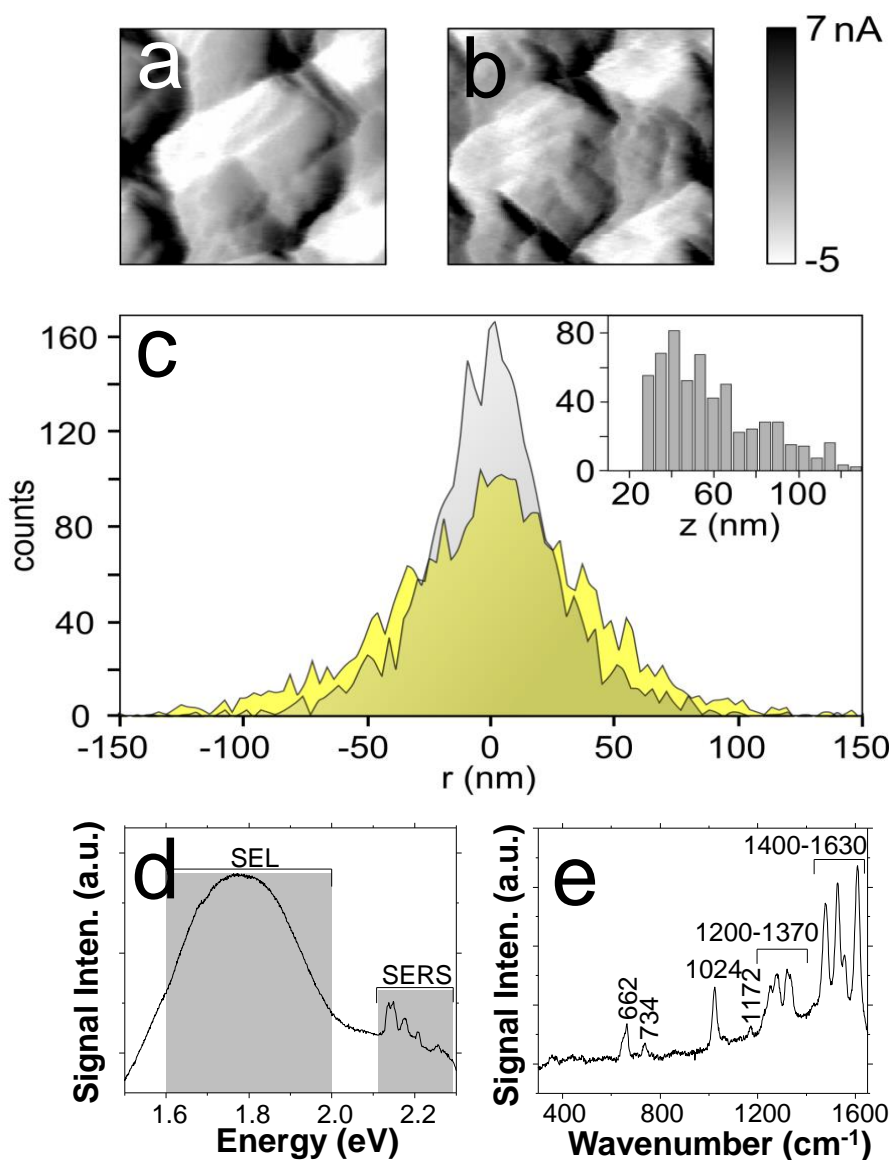 a
b
7 nA
-5
c
160
120
80
40
0
counts
-150 -100 -50 0 50 100 150
r (nm)
80
40
0
20 60 100
z (nm)
d
SEL
SERS
Signal Inten. (a.u.)
1.6 1.8 2.0 2.2
Energy (eV)
e
1400-1630
1200-1370
1024
1172
662
734
Signal Inten. (a.u.)
400 800 1200 1600
Wavenumber (cm⁻¹)